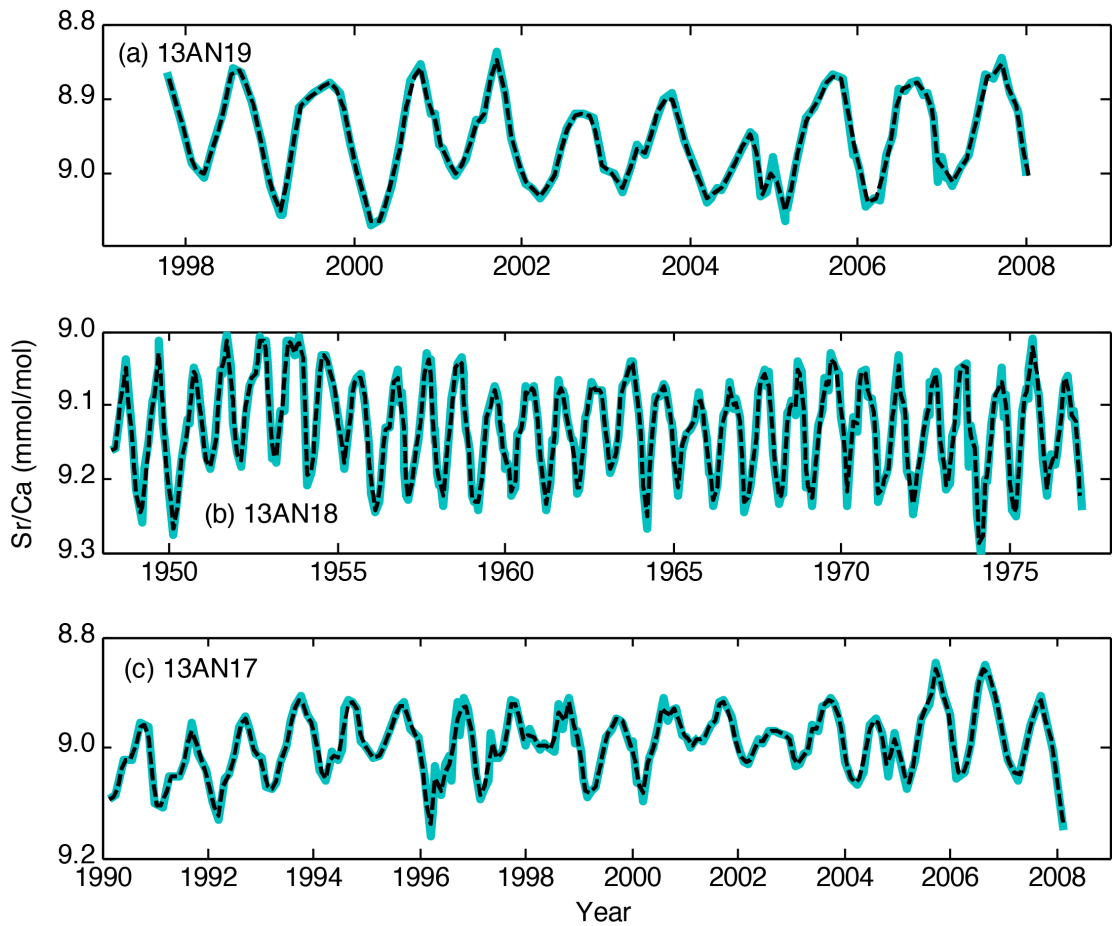 8.8
(a) 13AN19
8.9
9.0
1998 2000 2002 2004 2006 2008
Sr/Ca (mmol/mol)
9.0
9.1
9.2
(b) 13AN18
9.3
1950 1955 1960 1965 1970 1975
8.8
(c) 13AN17
9.0
9.2
1990 1992 1994 1996 1998 2000 2002 2004 2006 2008
Year